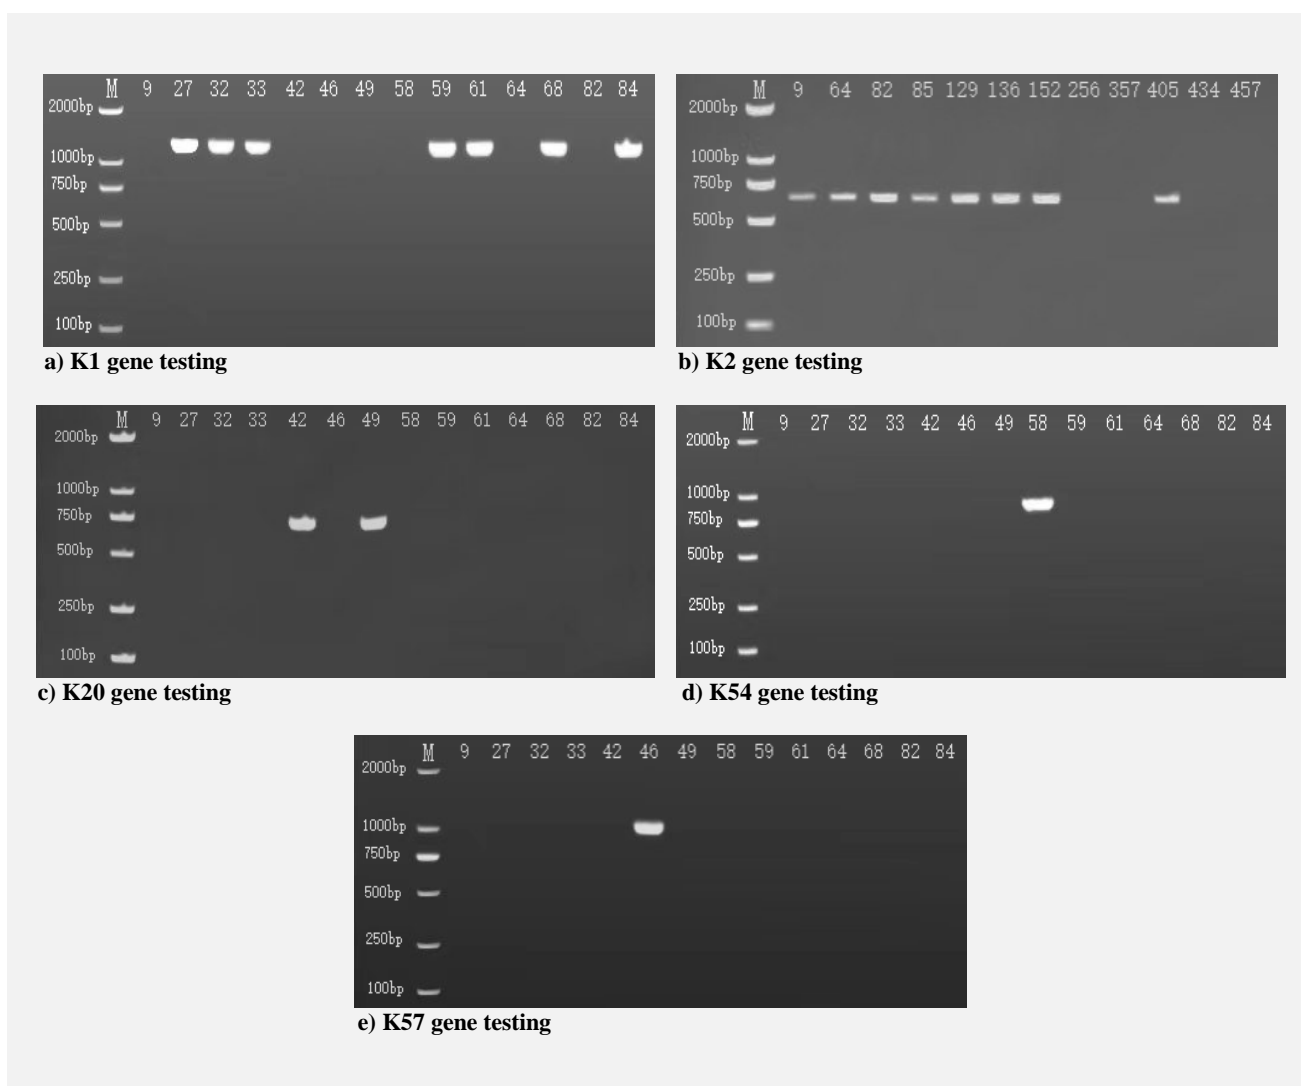 M 9 27 32 33 42 46 49 58 59 61 64 68 82 84
2000bp
1000bp
750bp
500bp
250bp
100bp
a) K1 gene testing
M 9 64 82 85 129 136 152 256 357 405 434 457
2000bp
1000bp
750bp
500bp
250bp
100bp
b) K2 gene testing
M 9 27 32 33 42 46 49 58 59 61 64 68 82 84
2000bp
1000bp
750bp
500bp
250bp
100bp
c) K20 gene testing
M 9 27 32 33 42 46 49 58 59 61 64 68 82 84
2000bp
1000bp
750bp
500bp
250bp
100bp
d) K54 gene testing
M 9 27 32 33 42 46 49 58 59 61 64 68 82 84
2000bp
1000bp
750bp
500bp
250bp
100bp
e) K57 gene testing